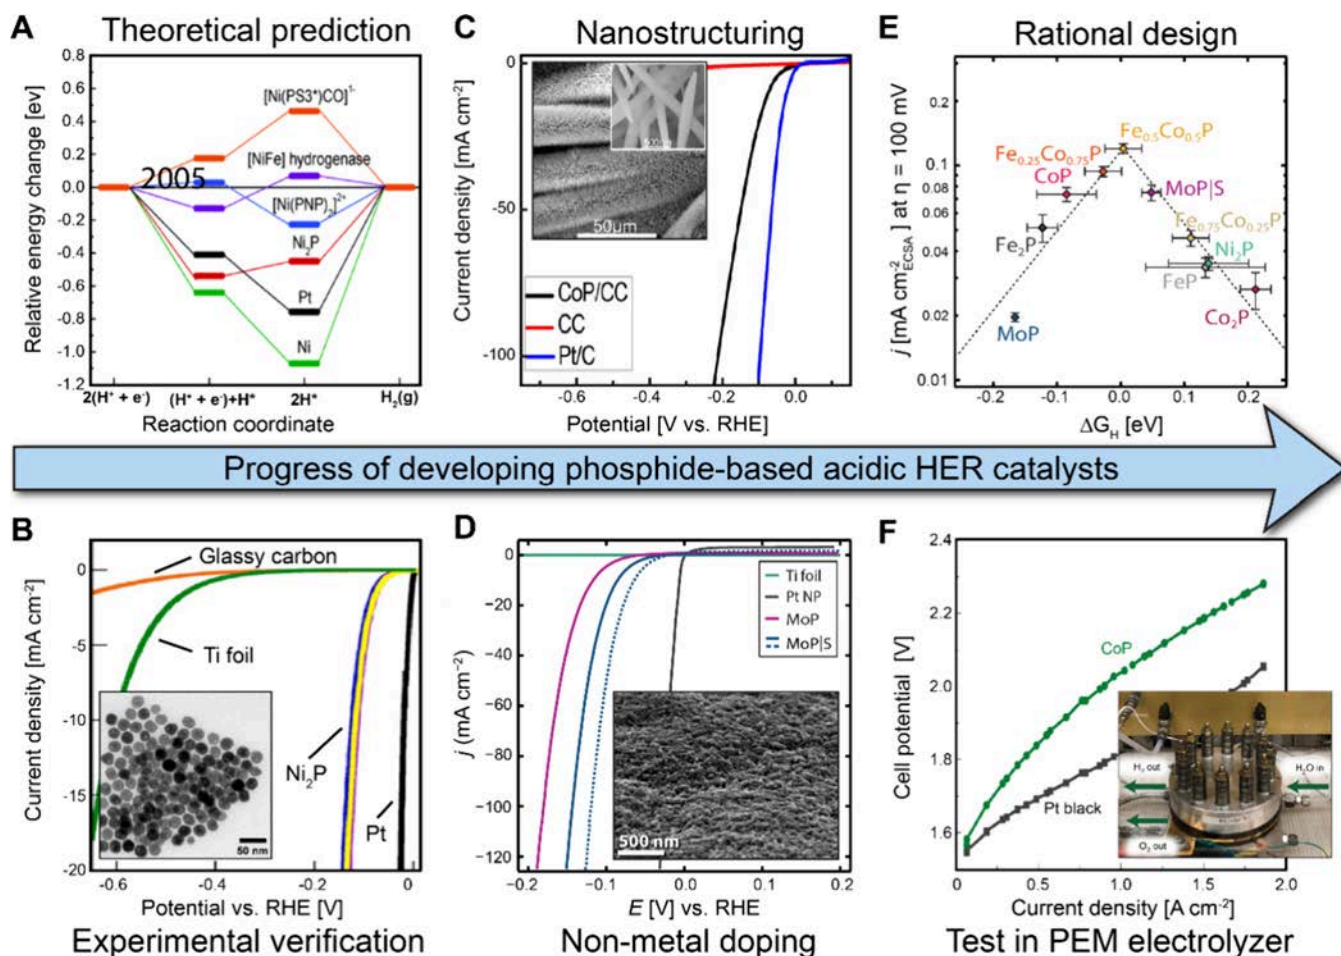 A
Theoretical prediction
Relative energy change [ev]
0.8
0.6
0.4
0.2
0.0
-0.2
-0.4
-0.6
-0.8
-1.0
-1.2
[Ni(PS3*)CO]¹⁻
[NiFe] hydrogenase
2005
[Ni(PNP)₂]²⁺
Ni₂P
Pt
Ni
2(H⁺ + e⁻)
(H⁺ + e⁻)+H*
2H*
H₂(g)
Reaction coordinate
C
Nanostructuring
Current density [mA cm⁻²]
0
-50
-100
50um
CoP/CC
CC
Pt/C
-0.6
-0.4
-0.2
0.0
Potential [V vs. RHE]
E
Rational design
j [mA cm⁻²ECSA] at η = 100 mV
0.2
0.1
0.08
0.06
0.04
0.02
0.01
Fe₀.₅Co₀.₅P
Fe₀.₂₅Co₀.₇₅P
CoP
MoP|S
Fe₀.₇₅Co₀.₂₅P
Fe₂P
Ni₂P
FeP
Co₂P
MoP
-0.2
-0.1
0
0.1
0.2
ΔG_H [eV]
Progress of developing phosphide-based acidic HER catalysts
B
Current density [mA cm⁻²]
0
-5
-10
-15
-20
Glassy carbon
Ti foil
Ni₂P
Pt
50 nm
-0.6
-0.4
-0.2
0
Potential vs. RHE [V]
Experimental verification
D
j (mA cm⁻²)
0
−20
−40
−60
−80
−100
−120
Ti foil
Pt NP
MoP
MoP|S
500 nm
-0.2
-0.1
0.0
0.1
0.2
E [V] vs. RHE
Non-metal doping
F
Cell potential [V]
2.4
2.2
2.0
1.8
1.6
CoP
Pt black
H₂ out
H₂O in
O₂ out
0
0.5
1.0
1.5
2.0
Current density [A cm⁻²]
Test in PEM electrolyzer